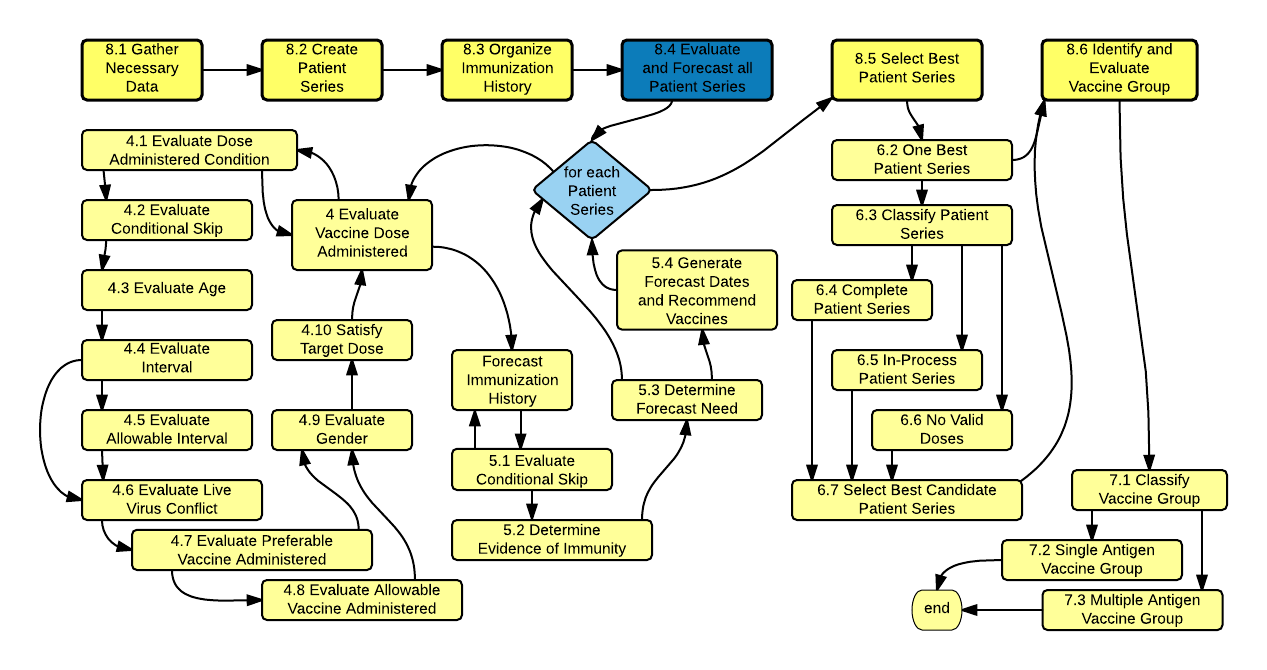 8.1 Gather
Necessary
Data
8.2 Create
Patient
Series
8.3 Organize
Immunization
History
8.4 Evaluate
and Forecast all
Patient Series
8.5 Select Best
Patient Series
8.6 Identify and
Evaluate
Vaccine Group
4.1 Evaluate Dose
Administered Condition
4.2 Evaluate
Conditional Skip
4.3 Evaluate Age
4.4 Evaluate
Interval
4.5 Evaluate
Allowable Interval
4.6 Evaluate Live
Virus Conflict
4.7 Evaluate Preferable
Vaccine Administered
4.8 Evaluate Allowable
Vaccine Administered
4.9 Evaluate
Gender
4.10 Satisfy
Target Dose
4 Evaluate
Vaccine Dose
Administered
for each
Patient
Series
Forecast
Immunization
History
5.1 Evaluate
Conditional Skip
5.2 Determine
Evidence of Immunity
5.3 Determine
Forecast Need
5.4 Generate
Forecast Dates
and Recommend
Vaccines
6.2 One Best
Patient Series
6.3 Classify Patient
Series
6.4 Complete
Patient Series
6.5 In-Process
Patient Series
6.6 No Valid
Doses
6.7 Select Best Candidate
Patient Series
7.1 Classify
Vaccine Group
7.2 Single Antigen
Vaccine Group
7.3 Multiple Antigen
Vaccine Group
end